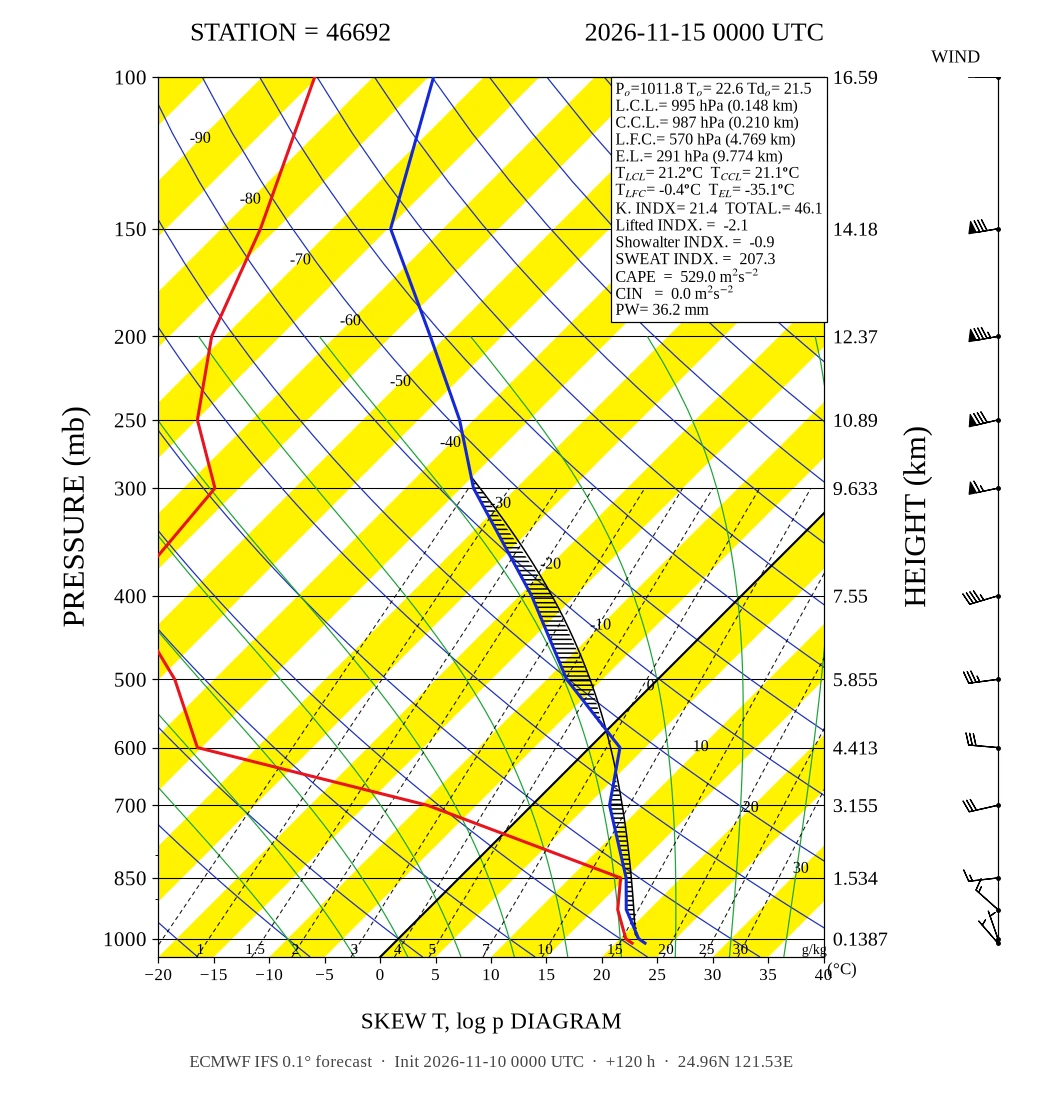 STATION = 46692 2026-11-15 0000 UTC
WIND
100 16.59
P₀=1011.8 T₀= 22.6 Td₀= 21.5
L.C.L.= 995 hPa (0.148 km)
C.C.L.= 987 hPa (0.210 km)
L.F.C.= 570 hPa (4.769 km)
E.L.= 291 hPa (9.774 km)
T_LCL= 21.2°C T_CCL= 21.1°C
T_LFC= -0.4°C T_EL= -35.1°C
K. INDX= 21.4 TOTAL.= 46.1
Lifted INDX. = -2.1
Showalter INDX. = -0.9
SWEAT INDX. = 207.3
CAPE = 529.0 m²s⁻²
CIN = 0.0 m²s⁻²
PW= 36.2 mm
-90
-80
150 14.18
-70
-60
200 12.37
-50
250 10.89
-40
300 9.633
-30
PRESSURE (mb)
HEIGHT (km)
-20
400 7.55
-10
500 0 5.855
600 10 4.413
700 20 3.155
30
850 1.534
1000 0.1387
1 1.5 2 3 4 5 7 10 15 20 25 30 g/kg
−20 −15 −10 −5 0 5 10 15 20 25 30 35 40 (°C)
SKEW T, log p DIAGRAM
ECMWF IFS 0.1° forecast · Init 2026-11-10 0000 UTC · +120 h · 24.96N 121.53E